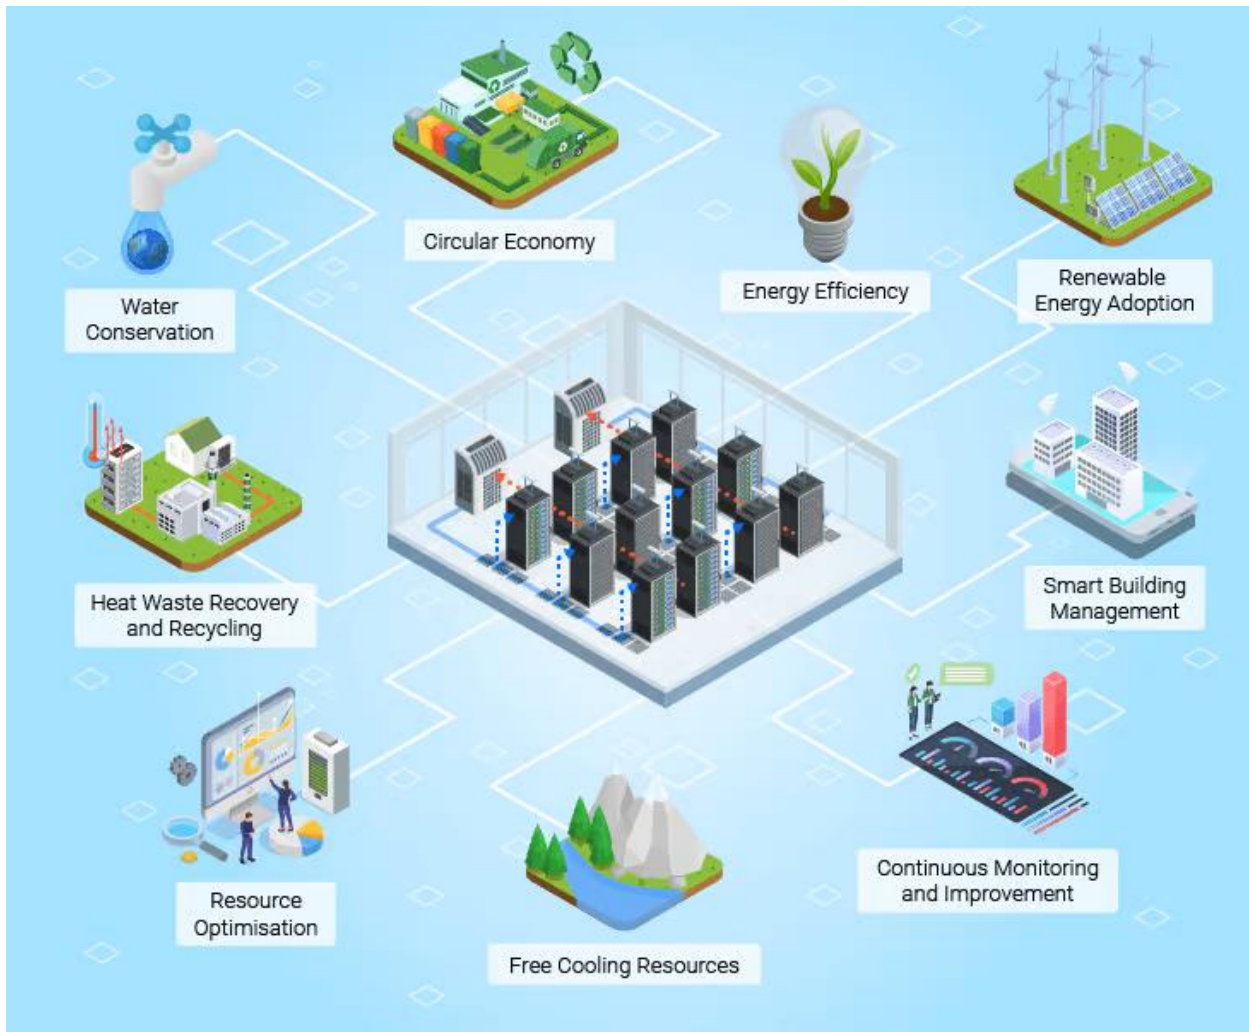 Circular Economy
Water
Conservation
Energy Efficiency
Renewable
Energy Adoption
Heat Waste Recovery
and Recycling
Smart Building
Management
Resource
Optimisation
Continuous Monitoring
and Improvement
Free Cooling Resources